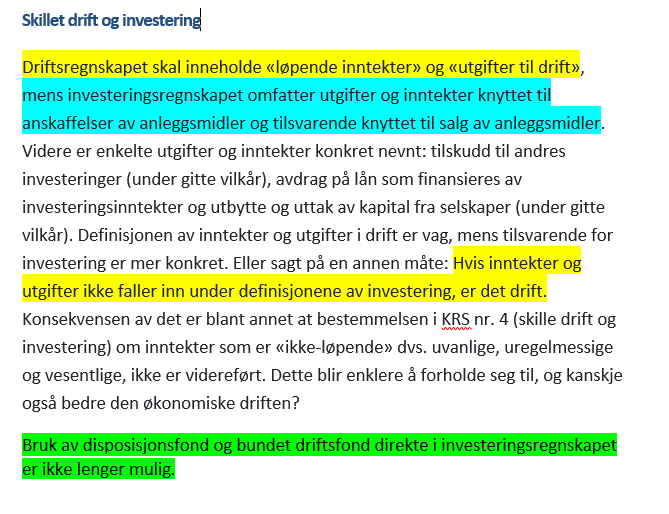 Skillet drift og investering
Driftsregnskapet skal inneholde «løpende inntekter» og «utgifter til drift»,
mens investeringsregnskapet omfatter utgifter og inntekter knyttet til
anskaffelser av anleggsmidler og tilsvarende knyttet til salg av anleggsmidler.
Videre er enkelte utgifter og inntekter konkret nevnt: tilskudd til andres
investeringer (under gitte vilkår), avdrag på lån som finansieres av
investeringsinntekter og utbytte og uttak av kapital fra selskaper (under gitte
vilkår). Definisjonen av inntekter og utgifter i drift er vag, mens tilsvarende for
investering er mer konkret. Eller sagt på en annen måte: Hvis inntekter og
utgifter ikke faller inn under definisjonene av investering, er det drift.
Konsekvensen av det er blant annet at bestemmelsen i KRS nr. 4 (skille drift og
investering) om inntekter som er «ikke-løpende» dvs. uvanlige, uregelmessige
og vesentlige, ikke er videreført. Dette blir enklere å forholde seg til, og kanskje
også bedre den økonomiske driften?
Bruk av disposisjonsfond og bundet driftsfond direkte i investeringsregnskapet
er ikke lenger mulig.